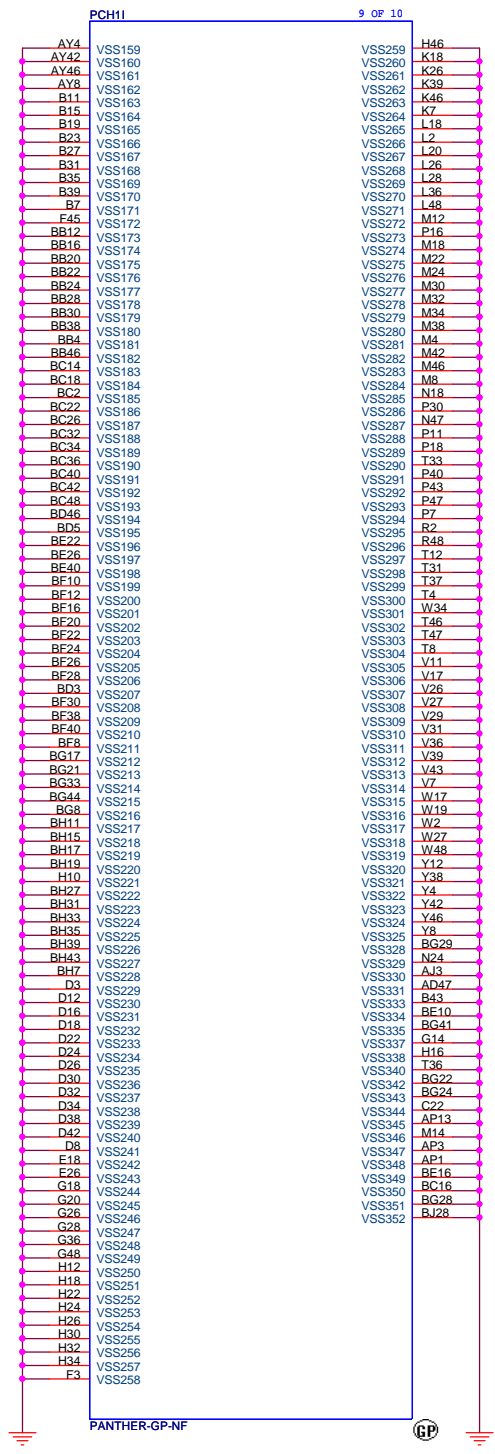 PCH1I 9 OF 10
AY4 VSS159 VSS259 H46
AY42 VSS160 VSS260 K18
AY46 VSS161 VSS261 K26
AY8 VSS162 VSS262 K39
B11 VSS163 VSS263 K46
B15 VSS164 VSS264 K7
B19 VSS165 VSS265 L18
B23 VSS166 VSS266 L2
B27 VSS167 VSS267 L20
B31 VSS168 VSS268 L26
B35 VSS169 VSS269 L28
B39 VSS170 VSS270 L36
B7 VSS171 VSS271 L48
F45 VSS172 VSS272 M12
BB12 VSS173 VSS273 P16
BB16 VSS174 VSS274 M18
BB20 VSS175 VSS275 M22
BB22 VSS176 VSS276 M24
BB24 VSS177 VSS277 M30
BB28 VSS178 VSS278 M32
BB30 VSS179 VSS279 M34
BB38 VSS180 VSS280 M38
BB4 VSS181 VSS281 M4
BB46 VSS182 VSS282 M42
BC14 VSS183 VSS283 M46
BC18 VSS184 VSS284 M8
BC2 VSS185 VSS285 N18
BC22 VSS186 VSS286 P30
BC26 VSS187 VSS287 N47
BC32 VSS188 VSS288 P11
BC34 VSS189 VSS289 P18
BC36 VSS190 VSS290 T33
BC40 VSS191 VSS291 P40
BC42 VSS192 VSS292 P43
BC48 VSS193 VSS293 P47
BD46 VSS194 VSS294 P7
BD5 VSS195 VSS295 R2
BE22 VSS196 VSS296 R48
BE26 VSS197 VSS297 T12
BE40 VSS198 VSS298 T31
BF10 VSS199 VSS299 T37
BF12 VSS200 VSS300 T4
BF16 VSS201 VSS301 W34
BF20 VSS202 VSS302 T46
BF22 VSS203 VSS303 T47
BF24 VSS204 VSS304 T8
BF26 VSS205 VSS305 V11
BF28 VSS206 VSS306 V17
BD3 VSS207 VSS307 V26
BF30 VSS208 VSS308 V27
BF38 VSS209 VSS309 V29
BF40 VSS210 VSS310 V31
BF8 VSS211 VSS311 V36
BG17 VSS212 VSS312 V39
BG21 VSS213 VSS313 V43
BG33 VSS214 VSS314 V7
BG44 VSS215 VSS315 W17
BG8 VSS216 VSS316 W19
BH11 VSS217 VSS317 W2
BH15 VSS218 VSS318 W27
BH17 VSS219 VSS319 W48
BH19 VSS220 VSS320 Y12
H10 VSS221 VSS321 Y38
BH27 VSS222 VSS322 Y4
BH31 VSS223 VSS323 Y42
BH33 VSS224 VSS324 Y46
BH35 VSS225 VSS325 Y8
BH39 VSS226 VSS328 BG29
BH43 VSS227 VSS329 N24
BH7 VSS228 VSS330 AJ3
D3 VSS229 VSS331 AD47
D12 VSS230 VSS333 B43
D16 VSS231 VSS334 BE10
D18 VSS232 VSS335 BG41
D22 VSS233 VSS337 G14
D24 VSS234 VSS338 H16
D26 VSS235 VSS340 T36
D30 VSS236 VSS342 BG22
D32 VSS237 VSS343 BG24
D34 VSS238 VSS344 C22
D38 VSS239 VSS345 AP13
D42 VSS240 VSS346 M14
D8 VSS241 VSS347 AP3
E18 VSS242 VSS348 AP1
E26 VSS243 VSS349 BE16
G18 VSS244 VSS350 BC16
G20 VSS245 VSS351 BG28
G26 VSS246 VSS352 BJ28
G28 VSS247
G36 VSS248
G48 VSS249
H12 VSS250
H18 VSS251
H22 VSS252
H24 VSS253
H26 VSS254
H30 VSS255
H32 VSS256
H34 VSS257
F3 VSS258
PANTHER-GP-NF GP